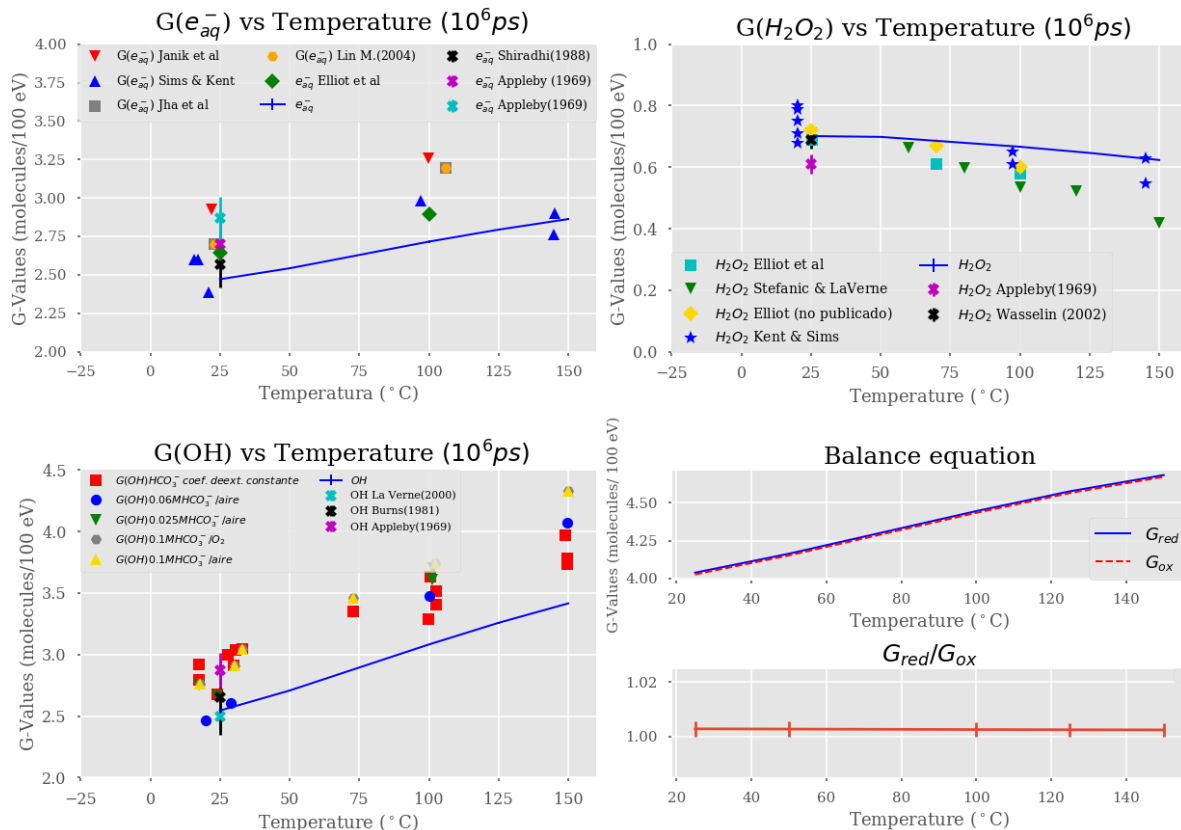 G(e⁻aq) vs Temperature (10⁶ps)
G-Values (molecules/100 eV)
4.00
3.75
3.50
3.25
3.00
2.75
2.50
2.25
2.00
G(e⁻aq) Janik et al
G(e⁻aq) Sims & Kent
G(e⁻aq) Jha et al
G(e⁻aq) Lin M.(2004)
e⁻aq Elliot et al
e⁻aq
e⁻aq Shiradhi(1988)
e⁻aq Appleby (1969)
e⁻aq Appleby(1969)
−25 0 25 50 75 100 125 150
Temperatura (°C)
G(H₂O₂) vs Temperature (10⁶ps)
G-Values (molecules/100 eV)
1.0
0.8
0.6
0.4
0.2
0.0
H₂O₂ Elliot et al
H₂O₂ Stefanic & LaVerne
H₂O₂ Elliot (no publicado)
H₂O₂ Kent & Sims
H₂O₂
H₂O₂ Appleby(1969)
H₂O₂ Wasselin (2002)
−25 0 25 50 75 100 125 150
Temperature (°C)
G(OH) vs Temperature (10⁶ps)
G-Values (molecules/100 eV)
4.5
4.0
3.5
3.0
2.5
2.0
G(OH)HCO₃⁻coef.deext.constante
G(OH)0.06MHCO₃⁻/aire
G(OH)0.025MHCO₃⁻/aire
G(OH)0.1MHCO₃⁻/O₂
G(OH)0.1MHCO₃⁻/aire
OH
OH La Verne(2000)
OH Burns(1981)
OH Appleby(1969)
−25 0 25 50 75 100 125 150
Temperature (°C)
Balance equation
G-Values (molecules/ 100 eV)
4.50
4.25
4.00
G_red
G_ox
20 40 60 80 100 120 140
Temperature (°C)
G_red/G_ox
1.02
1.00
20 40 60 80 100 120 140
Temperature (°C)